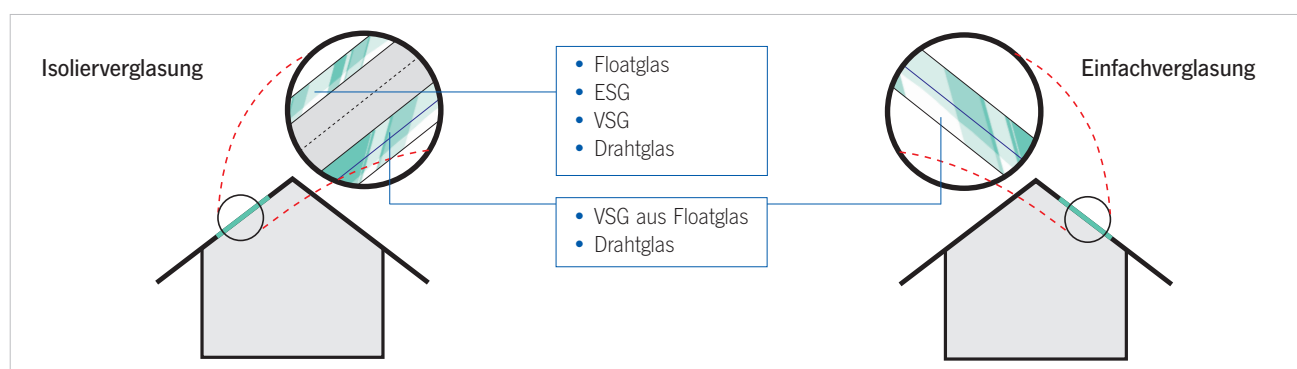 Isolierverglasung
• Floatglas
• ESG
• VSG
• Drahtglas
Einfachverglasung
• VSG aus Floatglas
• Drahtglas